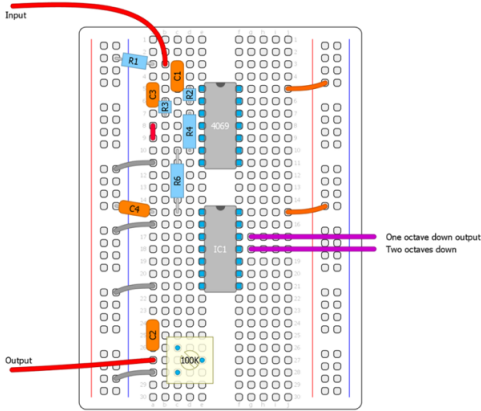 Input
R1
C1
C3
R2
R3
4069
R4
R6
C4
IC1
One octave down output
Two octaves down
C2
Output
100K